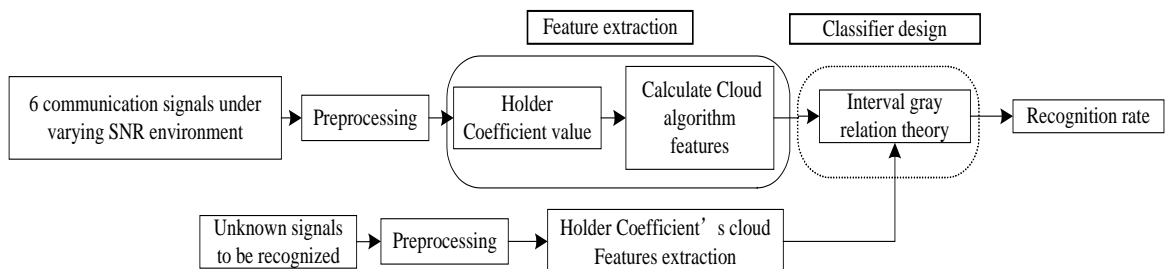 Feature extraction
Classifier design
6 communication signals under
varying SNR environment
Preprocessing
Holder
Coefficient value
Calculate Cloud
algorithm
features
Interval gray
relation theory
Recognition rate
Unknown signals
to be recognized
Preprocessing
Holder Coefficient’s cloud
Features extraction